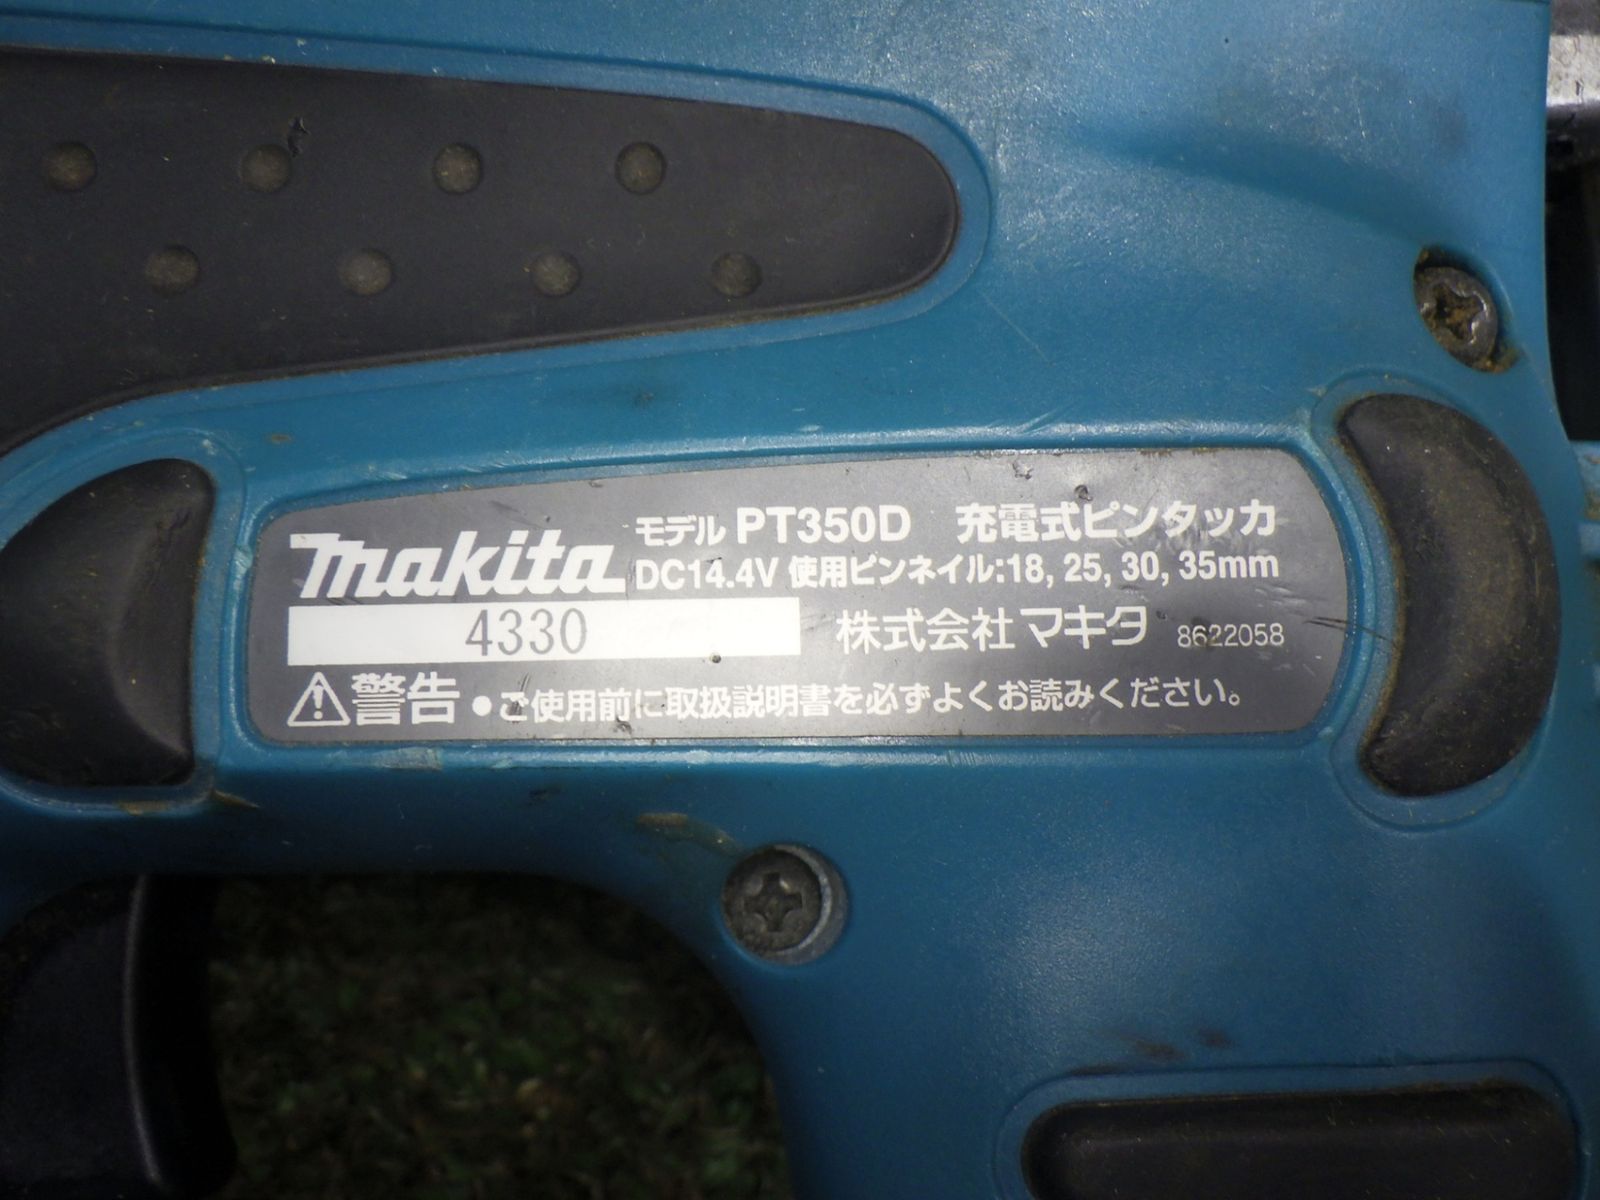 makita モデル PT350D 充電式ピンタッカ
DC14.4V 使用ピンネイル:18, 25, 30, 35mm
4330 株式会社マキタ 8622058
⚠警告 ●ご使用前に取扱説明書を必ずよくお読みください。